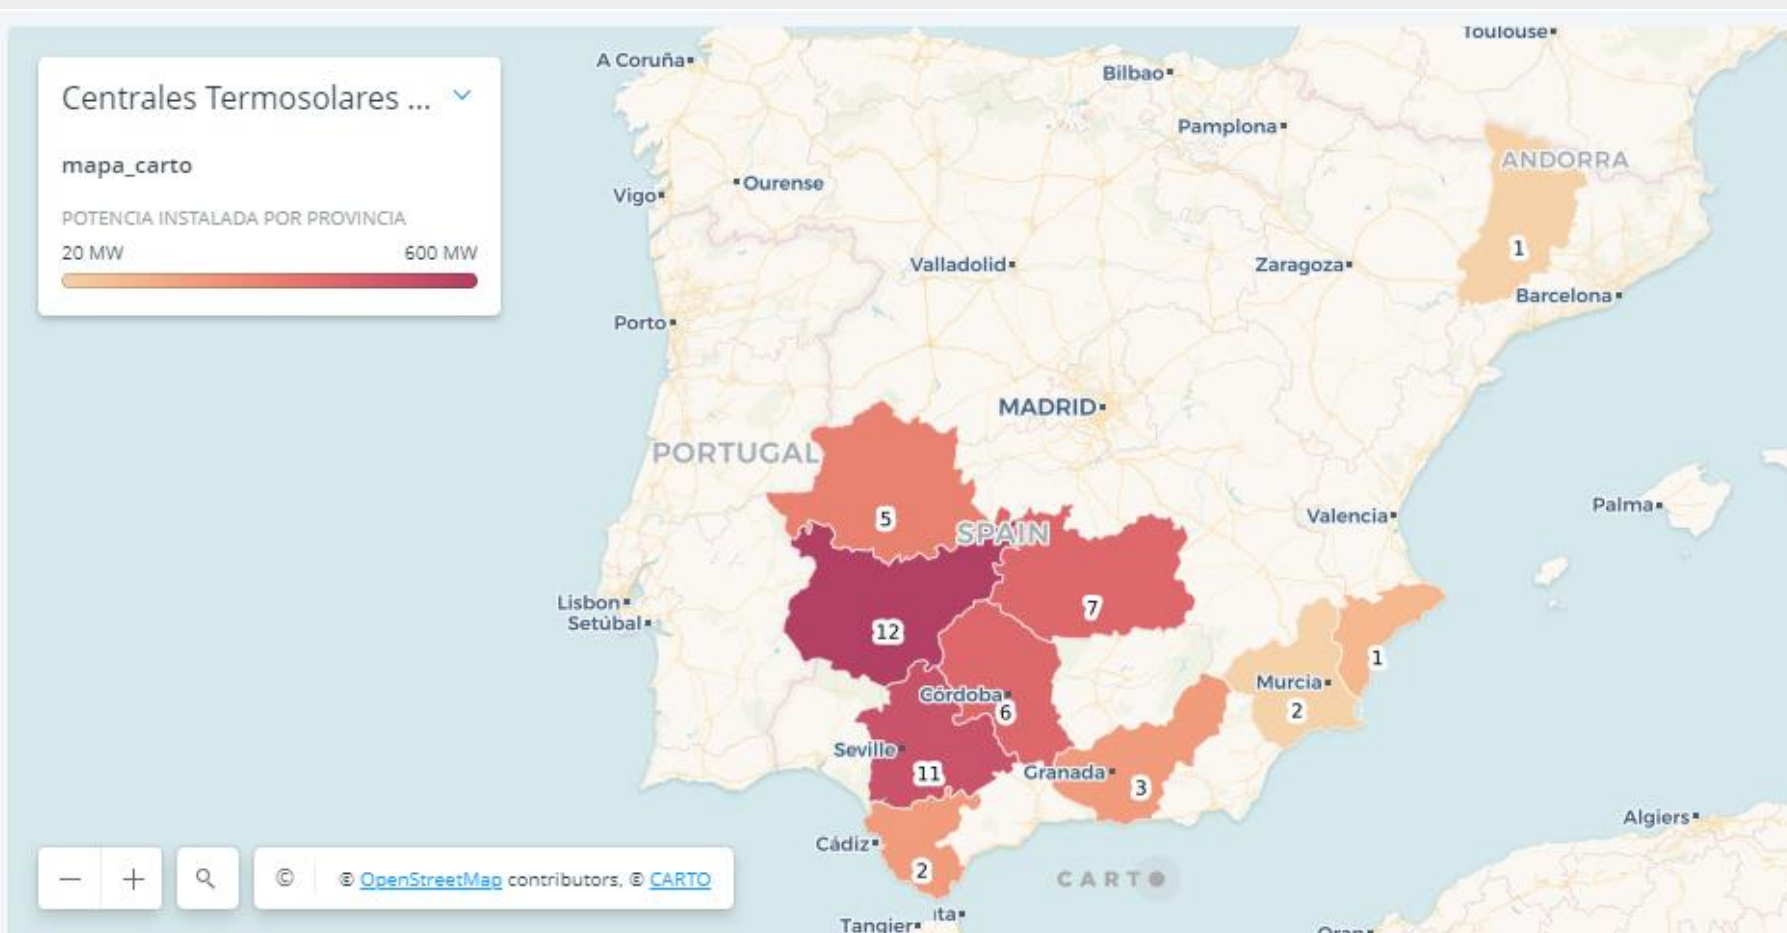 Centrales Termosolares ...
mapa_carto
POTENCIA INSTALADA POR PROVINCIA
20 MW 600 MW
Toulouse
A Coruña
Bilbao
Pamplona
ANDORRA
Ourense
Vigo
1
Valladolid
Zaragoza
Barcelona
Porto
MADRID
PORTUGAL
Palma
5
Valencia
SPAIN
Lisbon
7
Setúbal
12
1
Murcia
Córdoba
2
6
Seville
11
Granada
3
Algiers
Cádiz
2
CARTO
− +
©
© OpenStreetMap contributors, © CARTO
ita
Tangier
Oran